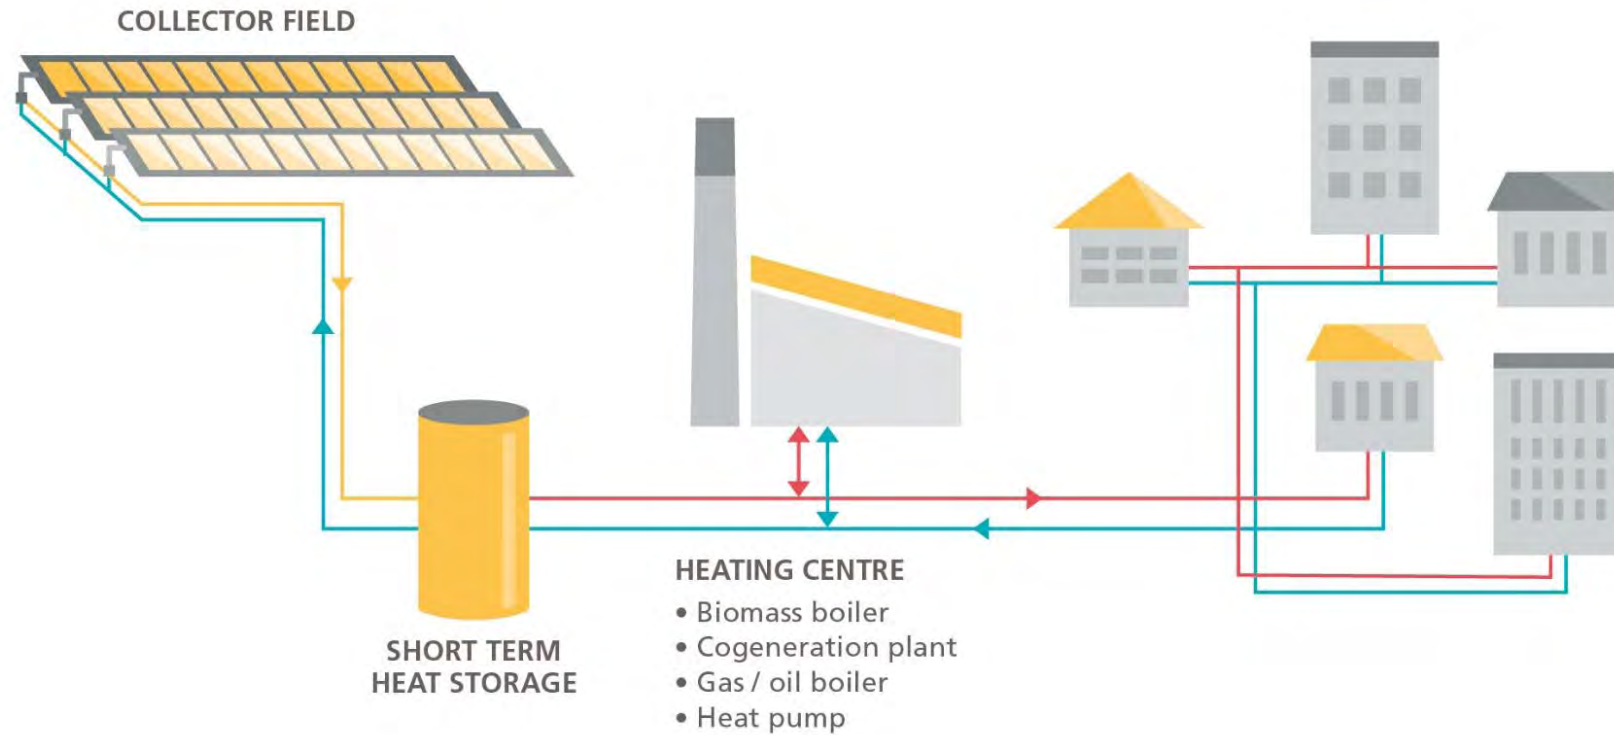 COLLECTOR FIELD
SHORT TERM
HEAT STORAGE
HEATING CENTRE
• Biomass boiler
• Cogeneration plant
• Gas / oil boiler
• Heat pump